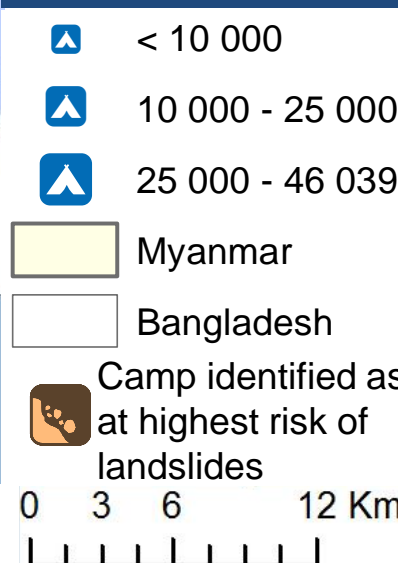 < 10 000
10 000 - 25 000
25 000 - 46 039
Myanmar
Bangladesh
Camp identified as
at highest risk of
landslides
0 3 6 12 Km